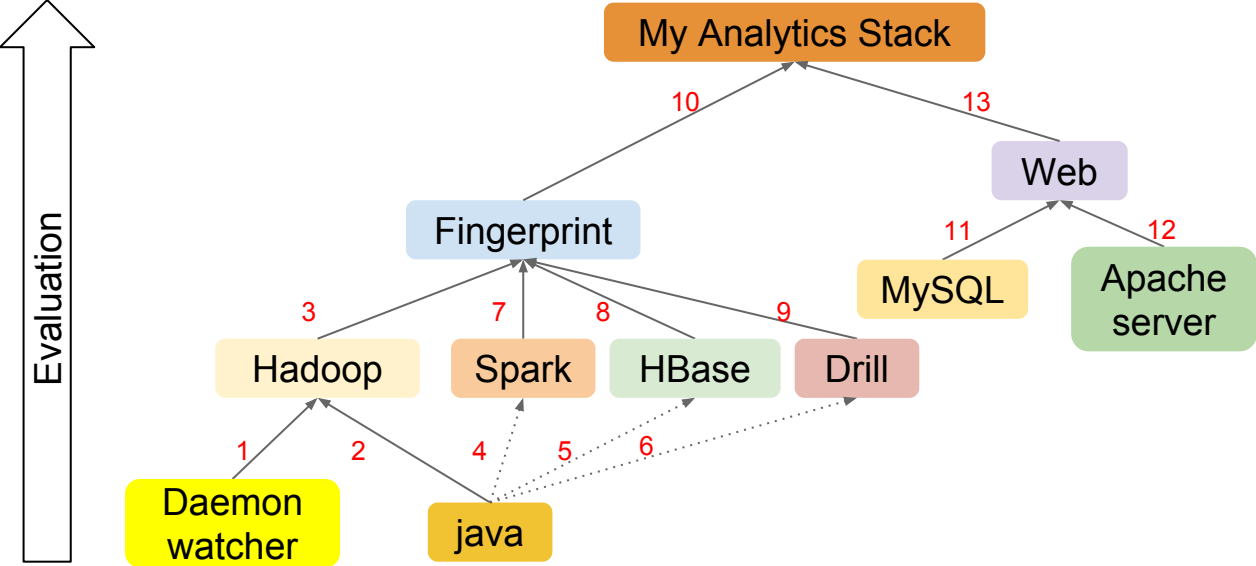 My Analytics Stack
10
13
Web
Fingerprint
11
12
MySQL
Apache
server
3
7
8
9
Hadoop
Spark
HBase
Drill
1
2
4
5
6
Daemon
watcher
java
Evaluation